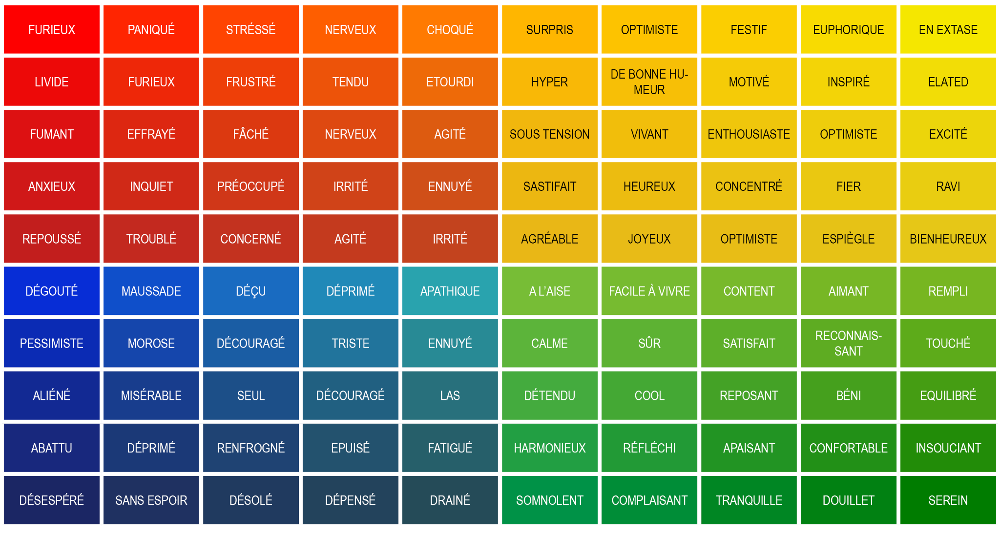 FURIEUX PANIQUÉ STRÉSSÉ NERVEUX CHOQUÉ SURPRIS OPTIMISTE FESTIF EUPHORIQUE EN EXTASE
LIVIDE FURIEUX FRUSTRÉ TENDU ETOURDI HYPER DE BONNE HU-
MEUR MOTIVÉ INSPIRÉ ELATED
FUMANT EFFRAYÉ FÂCHÉ NERVEUX AGITÉ SOUS TENSION VIVANT ENTHOUSIASTE OPTIMISTE EXCITÉ
ANXIEUX INQUIET PRÉOCCUPÉ IRRITÉ ENNUYÉ SASTIFAIT HEUREUX CONCENTRÉ FIER RAVI
REPOUSSÉ TROUBLÉ CONCERNÉ AGITÉ IRRITÉ AGRÉABLE JOYEUX OPTIMISTE ESPIÈGLE BIENHEUREUX
DÉGOUTÉ MAUSSADE DÉÇU DÉPRIMÉ APATHIQUE A L’AISE FACILE À VIVRE CONTENT AIMANT REMPLI
PESSIMISTE MOROSE DÉCOURAGÉ TRISTE ENNUYÉ CALME SÛR SATISFAIT RECONNAIS-
SANT TOUCHÉ
ALIÉNÉ MISÉRABLE SEUL DÉCOURAGÉ LAS DÉTENDU COOL REPOSANT BÉNI EQUILIBRÉ
ABATTU DÉPRIMÉ RENFROGNÉ EPUISÉ FATIGUÉ HARMONIEUX RÉFLÉCHI APAISANT CONFORTABLE INSOUCIANT
DÉSESPÉRÉ SANS ESPOIR DÉSOLÉ DÉPENSÉ DRAINÉ SOMNOLENT COMPLAISANT TRANQUILLE DOUILLET SEREIN